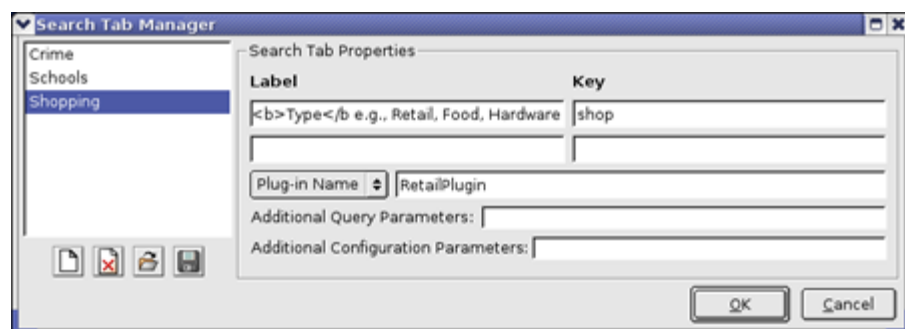 Search Tab Manager
Crime
Schools
Shopping
Search Tab Properties
Label Key
<b>Type</b e.g., Retail, Food, Hardware shop
Plug-in Name RetailPlugin
Additional Query Parameters:
Additional Configuration Parameters:
OK Cancel